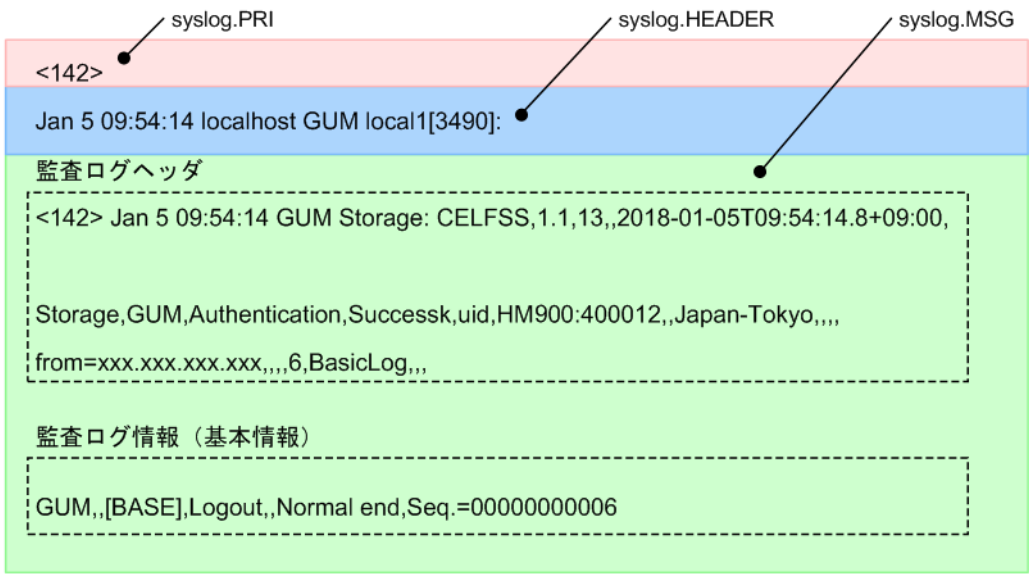 syslog.PRI
syslog.HEADER
syslog.MSG
<142>
Jan 5 09:54:14 localhost GUM local1[3490]:
監査ログヘッダ
<142> Jan 5 09:54:14 GUM Storage: CELFSS,1.1,13,,2018-01-05T09:54:14.8+09:00,
Storage,GUM,Authentication,Successk,uid,HM900:400012,,Japan-Tokyo,,,,
from=xxx.xxx.xxx.xxx,,,,6,BasicLog,,,
監査ログ情報（基本情報）
GUM,,[BASE],Logout,,Normal end,Seq.=00000000006